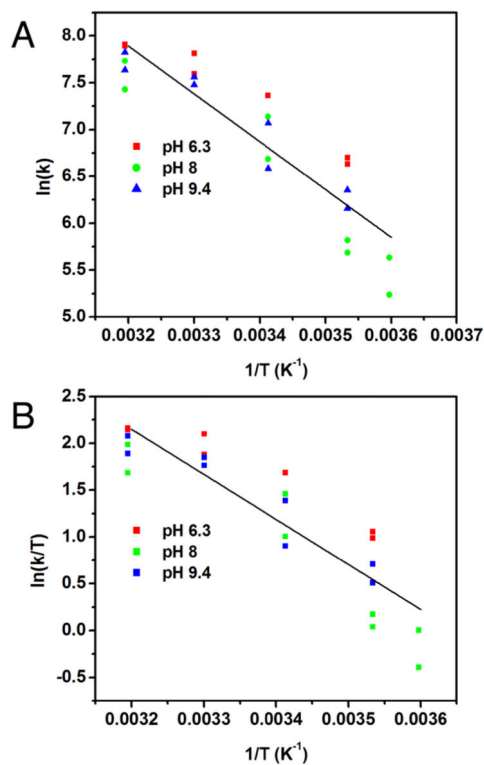 A
8.0
7.5
7.0
6.5
6.0
5.5
5.0
ln(k)
pH 6.3
pH 8
pH 9.4
0.0032 0.0033 0.0034 0.0035 0.0036 0.0037
1/T (K⁻¹)
B
2.5
2.0
1.5
1.0
0.5
0.0
-0.5
ln(k/T)
pH 6.3
pH 8
pH 9.4
0.0032 0.0033 0.0034 0.0035 0.0036
1/T (K⁻¹)